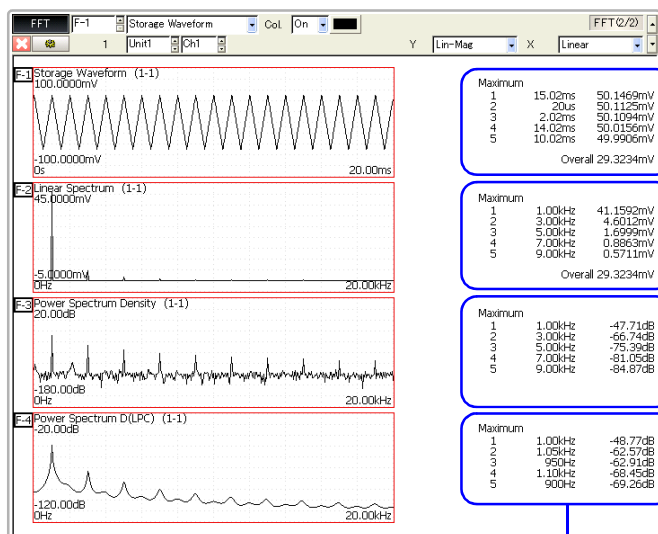 FFT F-1 Storage Waveform Col. On FFT(2/2)
1 Unit1 Ch1 Y Lin-Mag X Linear
F-1 Storage Waveform (1-1)
100.0000mV
-100.0000mV
0s 20.00ms
Maximum
1 15.02ms 50.1469mV
2 20us 50.1125mV
3 2.02ms 50.1094mV
4 14.02ms 50.0156mV
5 10.02ms 49.9906mV
Overall 29.3234mV
F-2 Linear Spectrum (1-1)
45.0000mV
-5.0000mV
0Hz 20.00kHz
Maximum
1 1.00kHz 41.1592mV
2 3.00kHz 4.6012mV
3 5.00kHz 1.6999mV
4 7.00kHz 0.8863mV
5 9.00kHz 0.5711mV
Overall 29.3234mV
F-3 Power Spectrum Density (1-1)
20.00dB
-180.00dB
0Hz 20.00kHz
Maximum
1 1.00kHz -47.71dB
2 3.00kHz -66.74dB
3 5.00kHz -75.39dB
4 7.00kHz -81.05dB
5 9.00kHz -84.87dB
F-4 Power Spectrum D(LPC) (1-1)
-20.00dB
-120.00dB
0Hz 20.00kHz
Maximum
1 1.00kHz -48.77dB
2 1.05kHz -62.57dB
3 950Hz -62.91dB
4 1.10kHz -68.45dB
5 900Hz -69.26dB